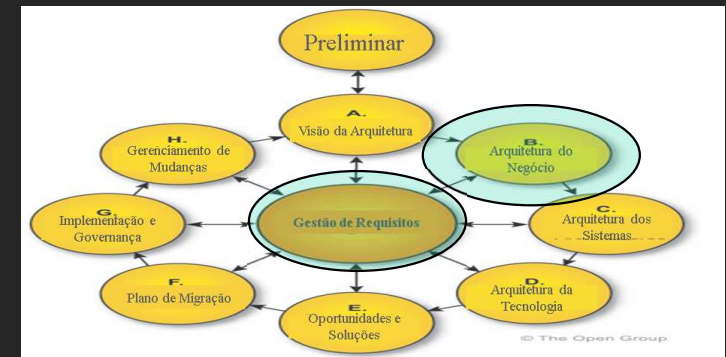 Preliminar
A.
Visão da Arquitetura
B.
Arquitetura do
Negócio
H.
Gerenciamento de
Mudanças
Gestão de Requisitos
G.
Implementação e
Governança
C.
Arquitetura dos
Sistemas
F.
Plano de Migração
D.
Arquitetura da
Tecnologia
E.
Oportunidades e
Soluções
© The Open Group